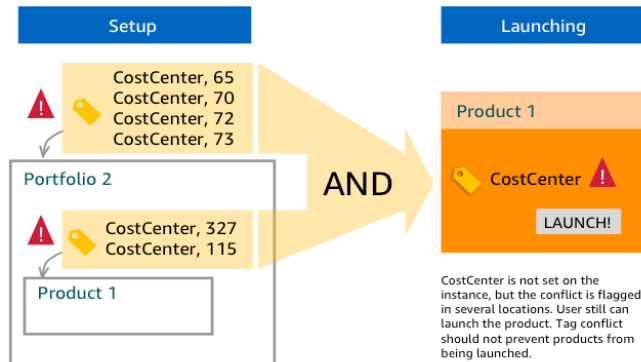 Setup
Launching
CostCenter, 65
CostCenter, 70
CostCenter, 72
CostCenter, 73
Portfolio 2
CostCenter, 327
CostCenter, 115
Product 1
AND
Product 1
CostCenter
LAUNCH!
CostCenter is not set on the
instance, but the conflict is flagged
in several locations. User still can
launch the product. Tag conflict
should not prevent products from
being launched.